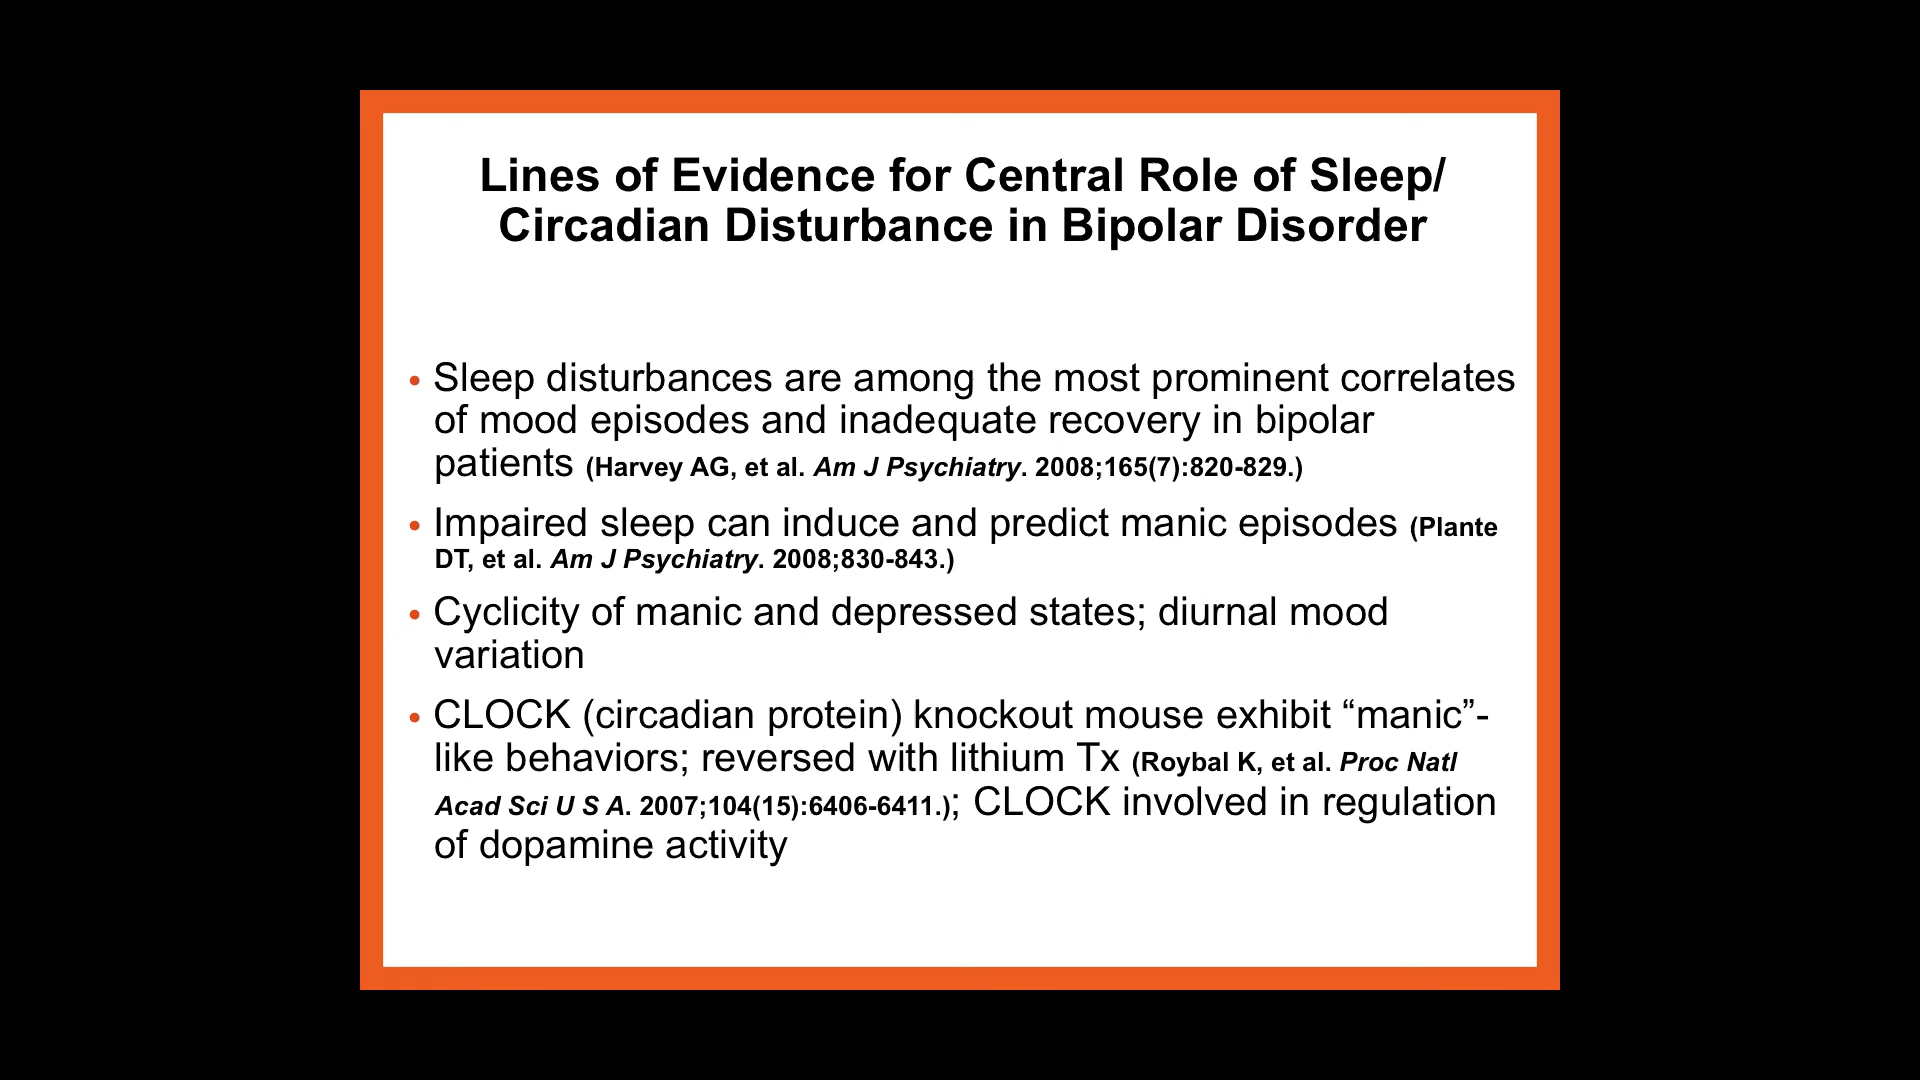 Lines of Evidence for Central Role of Sleep/
Circadian Disturbance in Bipolar Disorder
• Sleep disturbances are among the most prominent correlates
of mood episodes and inadequate recovery in bipolar
patients (Harvey AG, et al. Am J Psychiatry. 2008;165(7):820-829.)
• Impaired sleep can induce and predict manic episodes (Plante
DT, et al. Am J Psychiatry. 2008;830-843.)
• Cyclicity of manic and depressed states; diurnal mood
variation
• CLOCK (circadian protein) knockout mouse exhibit “manic”-
like behaviors; reversed with lithium Tx (Roybal K, et al. Proc Natl
Acad Sci U S A. 2007;104(15):6406-6411.); CLOCK involved in regulation
of dopamine activity